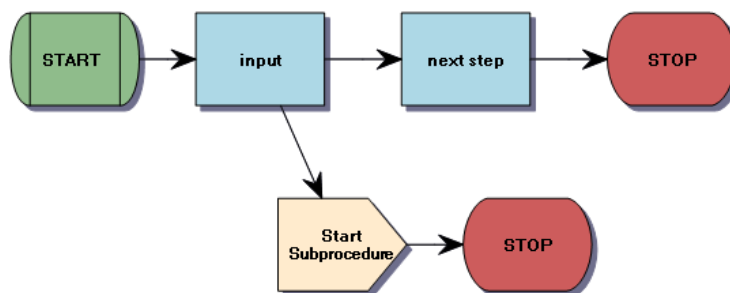 START
input
next step
STOP
Start
Subprocedure
STOP